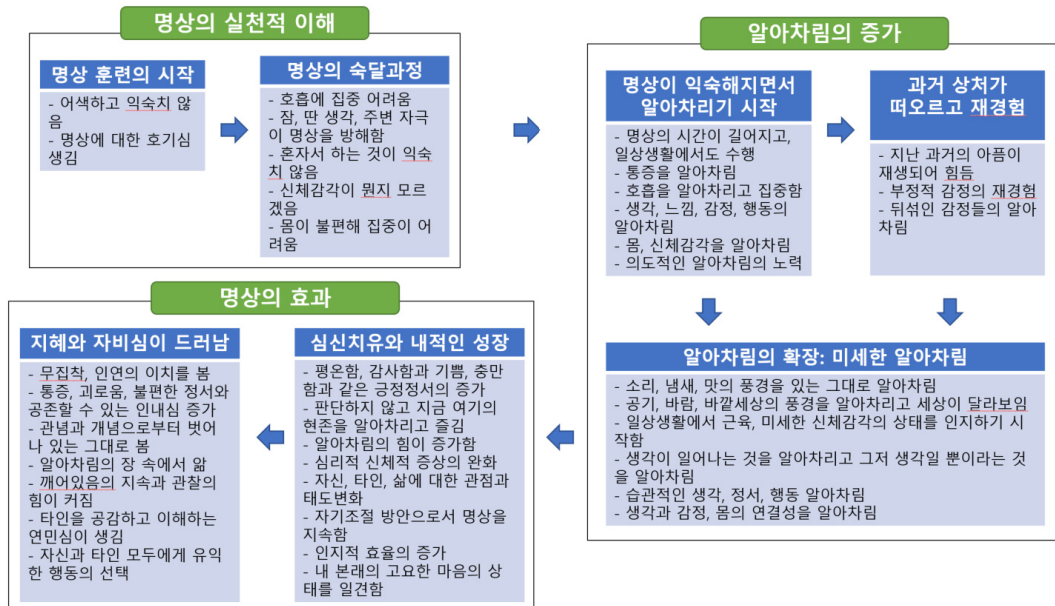 명상의 실천적 이해
명상 훈련의 시작
- 어색하고 익숙치 않
음
- 명상에 대한 호기심
생김
명상의 숙달과정
- 호흡에 집중 어려움
- 잠, 딴 생각, 주변 자극
이 명상을 방해함
- 혼자서 하는 것이 익숙
치 않음
- 신체감각이 뭔지 모르
겠음
- 몸이 불편해 집중이 어
려움
알아차림의 증가
명상이 익숙해지면서
알아차리기 시작
- 명상의 시간이 길어지고,
일상생활에서도 수행
- 통증을 알아차림
- 호흡을 알아차리고 집중함
- 생각, 느낌, 감정, 행동의
알아차림
- 몸, 신체감각을 알아차림
- 의도적인 알아차림의 노력
과거 상처가
떠오르고 재경험
- 지난 과거의 아픔이
재생되어 힘듬
- 부정적 감정의 재경험
- 뒤섞인 감정들의 알아
차림
알아차림의 확장: 미세한 알아차림
- 소리, 냄새, 맛의 풍경을 있는 그대로 알아차림
- 공기, 바람, 바깥세상의 풍경을 알아차리고 세상이 달라보임
- 일상생활에서 근육, 미세한 신체감각의 상태를 인지하기 시
작함
- 생각이 일어나는 것을 알아차리고 그저 생각일 뿐이라는 것
을 알아차림
- 습관적인 생각, 정서, 행동 알아차림
- 생각과 감정, 몸의 연결성을 알아차림
명상의 효과
심신치유와 내적인 성장
- 평온함, 감사함과 기쁨, 충만
함과 같은 긍정정서의 증가
- 판단하지 않고 지금 여기의
현존을 알아차리고 즐김
- 알아차림의 힘이 증가함
- 심리적 신체적 증상의 완화
- 자신, 타인, 삶에 대한 관점과
태도변화
- 자기조절 방안으로서 명상을
지속함
- 인지적 효율의 증가
- 내 본래의 고요한 마음의 상
태를 일견함
지혜와 자비심이 드러남
- 무집착, 인연의 이치를 봄
- 통증, 괴로움, 불편한 정서와
공존할 수 있는 인내심 증가
- 관념과 개념으로부터 벗어
나 있는 그대로 봄
- 알아차림의 장 속에서 앎
- 깨어있음의 지속과 관찰의
힘이 커짐
- 타인을 공감하고 이해하는
연민심이 생김
- 자신과 타인 모두에게 유익
한 행동의 선택